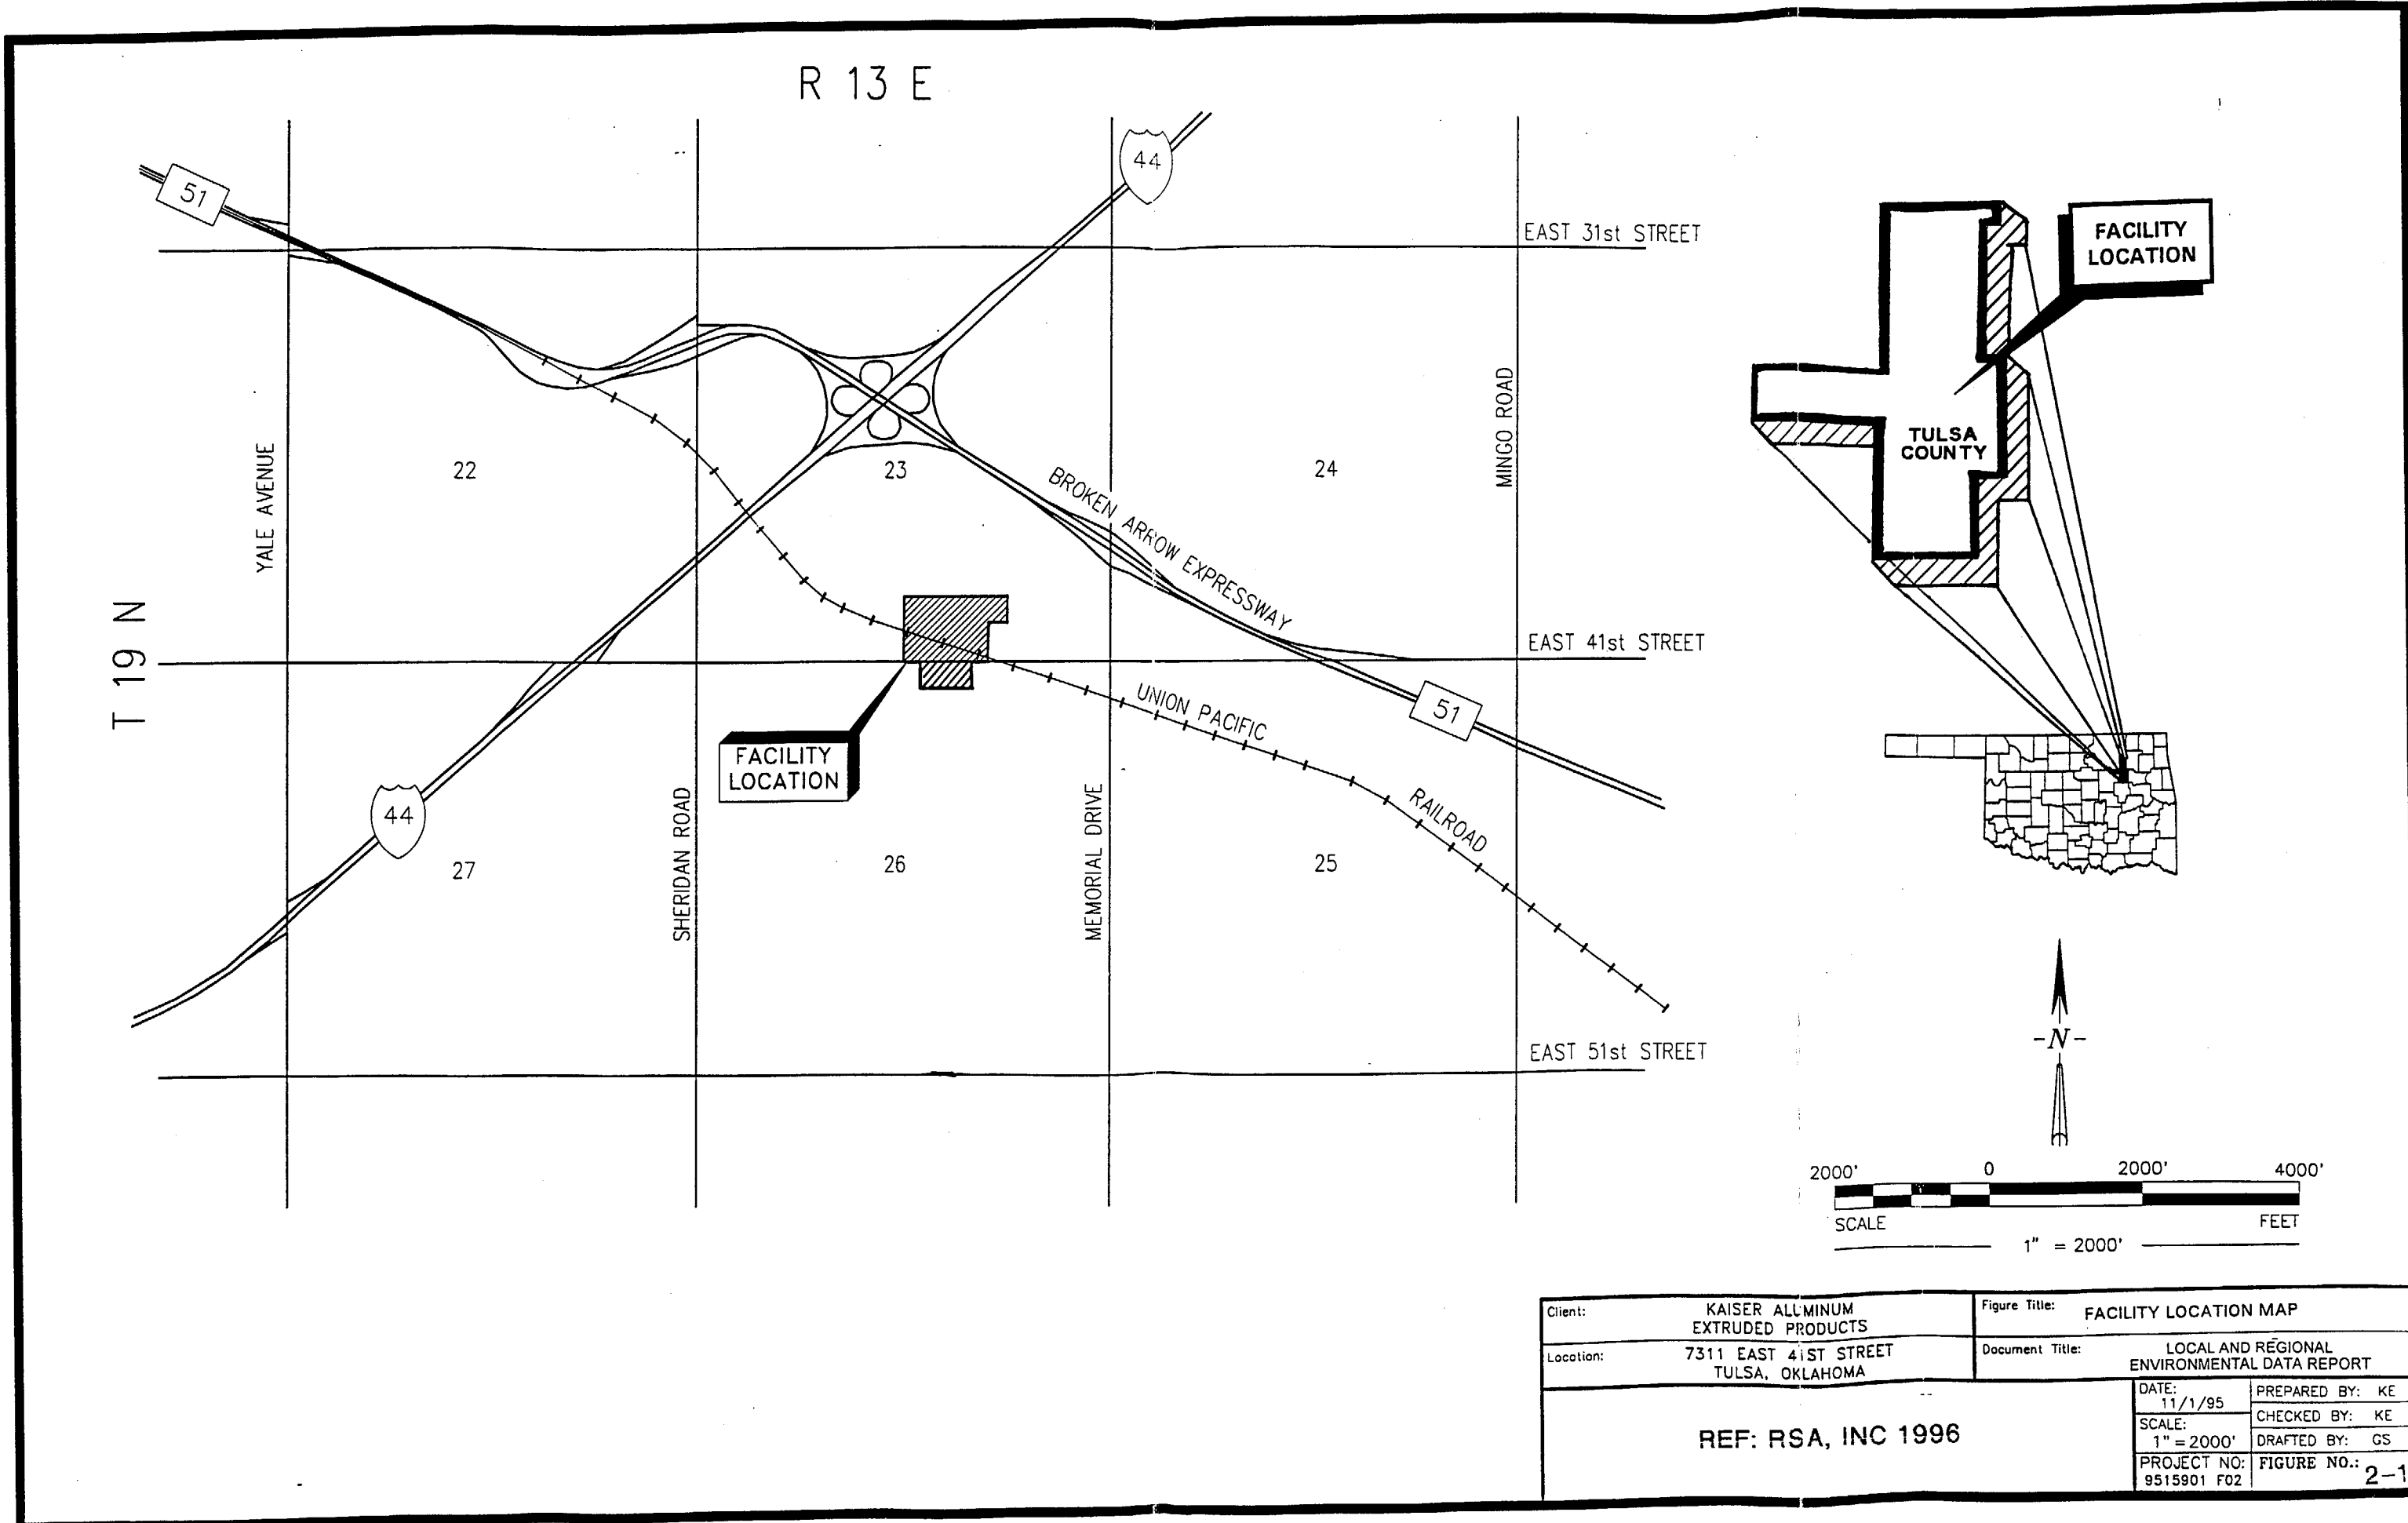 R 13 E
51
44
EAST 31st STREET
FACILITY
LOCATION
TULSA
COUNTY
YALE AVENUE
22
23
24
MINGO ROAD
BROKEN ARROW EXPRESSWAY
T 19 N
EAST 41st STREET
UNION PACIFIC
51
FACILITY
LOCATION
44
RAILROAD
SHERIDAN ROAD
MEMORIAL DRIVE
27
26
25
-N-
EAST 51st STREET
2000' 0 2000' 4000'
SCALE FEET
1" = 2000'
Client: KAISER ALUMINUM
EXTRUDED PRODUCTS
Figure Title: FACILITY LOCATION MAP
Location: 7311 EAST 41ST STREET
TULSA, OKLAHOMA
Document Title: LOCAL AND REGIONAL
ENVIRONMENTAL DATA REPORT
REF: RSA, INC 1996
DATE:
11/1/95
PREPARED BY: KE
CHECKED BY: KE
SCALE:
1" = 2000'
DRAFTED BY: GS
PROJECT NO:
9515901 F02
FIGURE NO.: 2-1